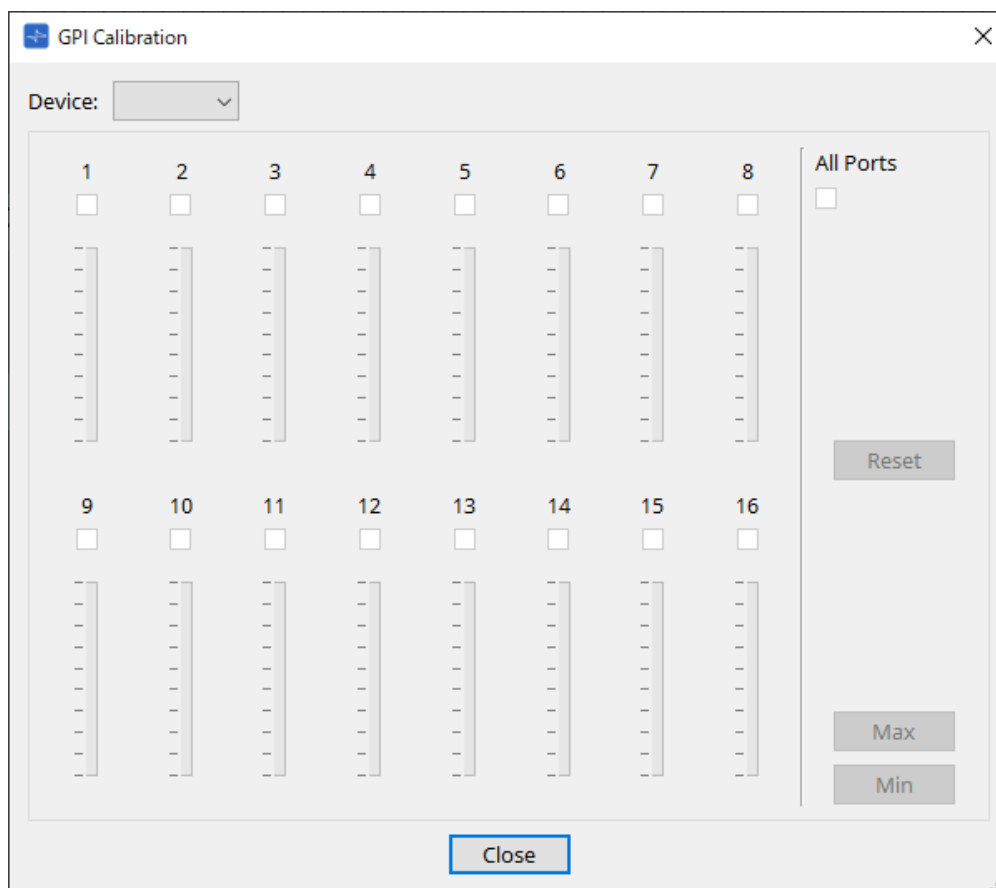 GPI Calibration
Device:
1 2 3 4 5 6 7 8 All Ports
Reset
9 10 11 12 13 14 15 16
Max
Min
Close